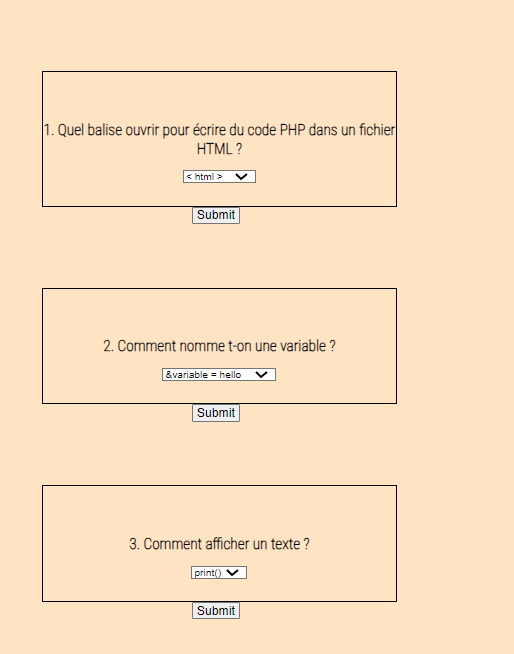 1. Quel balise ouvrir pour écrire du code PHP dans un fichier
HTML ?
< html >
Submit
2. Comment nomme t-on une variable ?
&variable = hello
Submit
3. Comment afficher un texte ?
print()
Submit